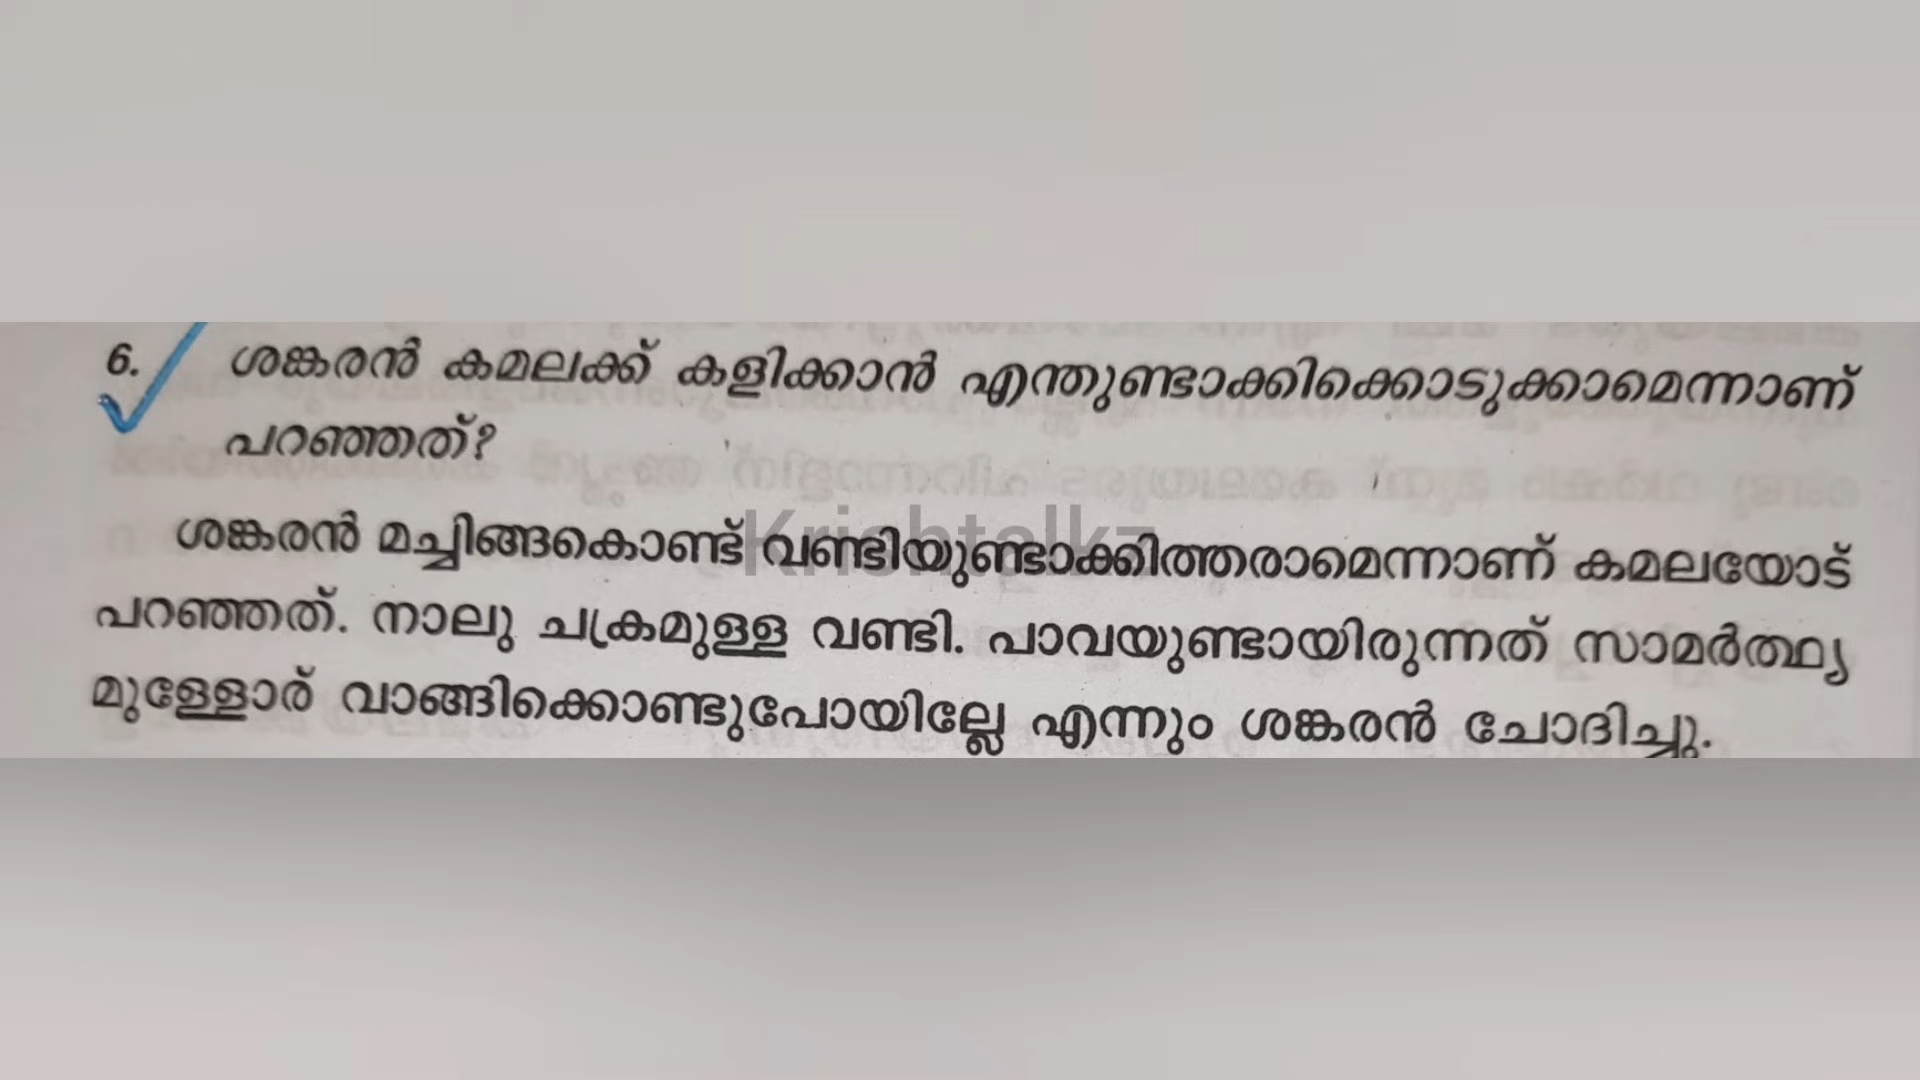 6. ശങ്കരൻ കമലക്ക് കളിക്കാൻ എന്തുണ്ടാക്കിക്കൊടുക്കാമെന്നാണ്
പറഞ്ഞത്?
Krishtelkz
ശങ്കരൻ മച്ചിങ്ങകൊണ്ട് വണ്ടിയുണ്ടാക്കിത്തരാമെന്നാണ് കമലയോട്
പറഞ്ഞത്. നാലു ചക്രമുള്ള വണ്ടി. പാവയുണ്ടായിരുന്നത് സാമർത്ഥ്യ
മുള്ളോര് വാങ്ങിക്കൊണ്ടുപോയില്ലേ എന്നും ശങ്കരൻ ചോദിച്ചു.